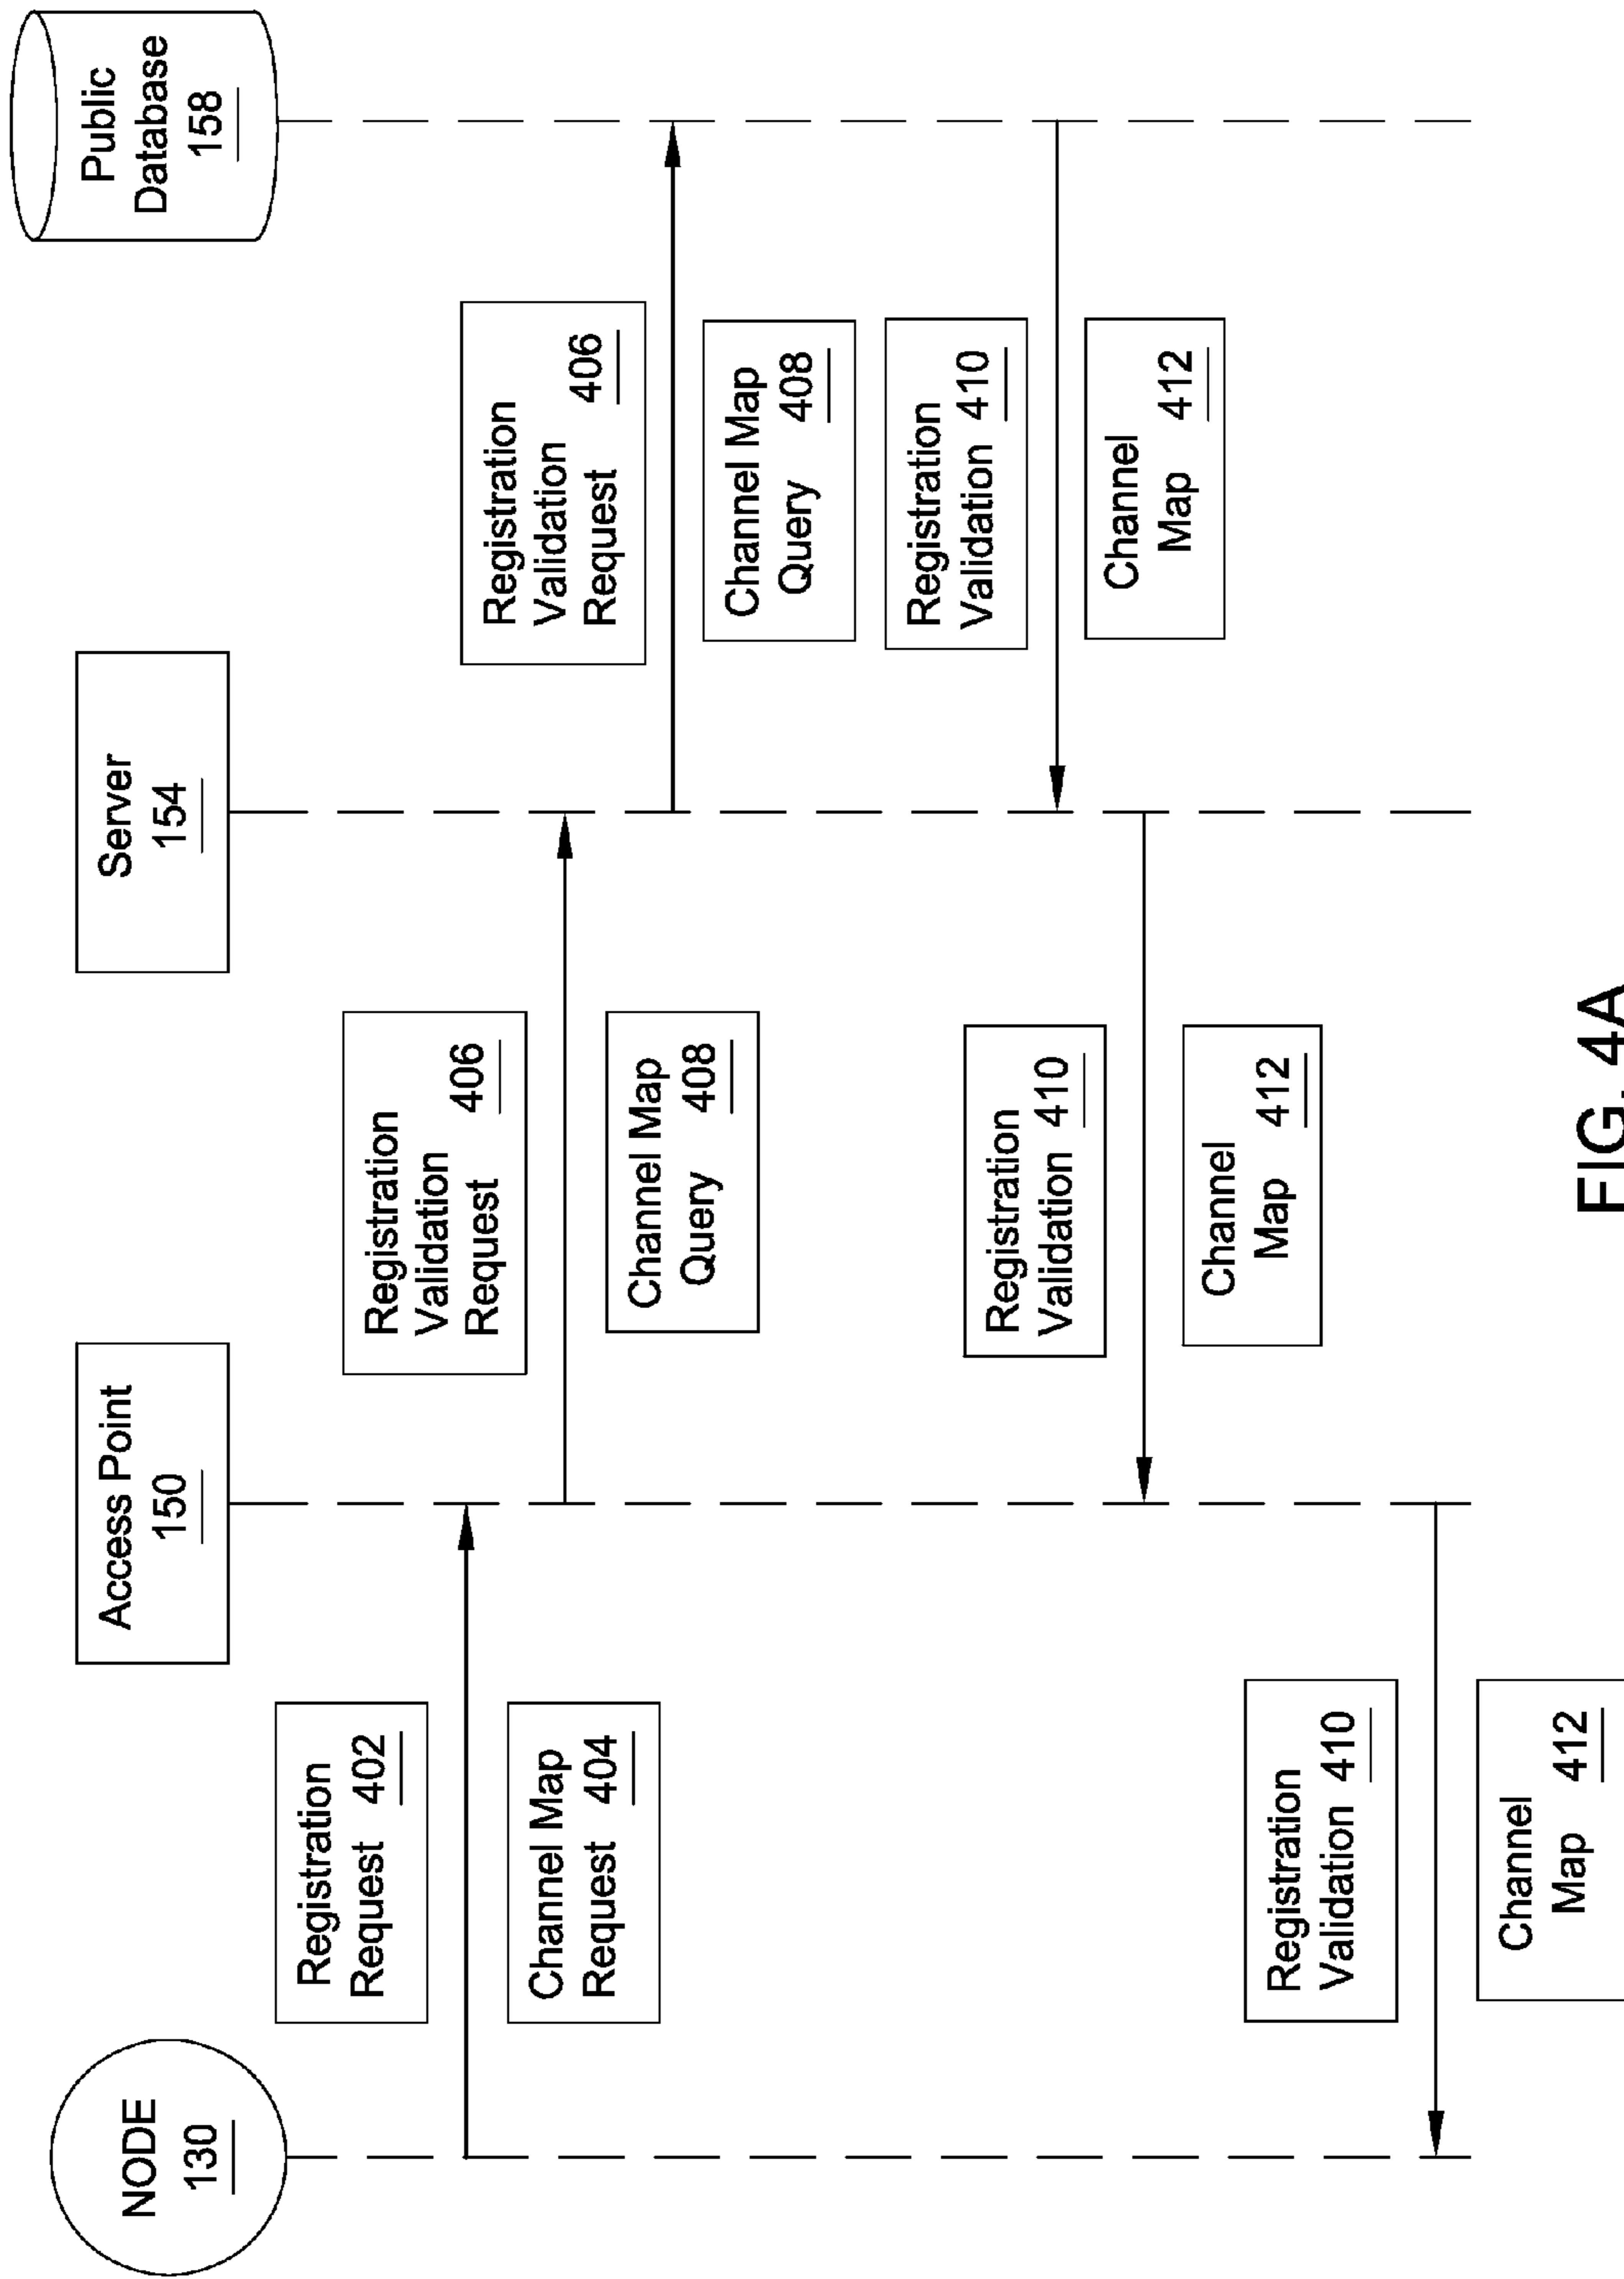 NODE
130
Access Point
150
Server
154
Public
Database
158
Registration
Request 402
Channel Map
Request 404
Registration
Validation
Request 406
Channel Map
Query 408
Registration
Validation
Request 406
Channel Map
Query 408
Registration
Validation 410
Channel
Map 412
Registration
Validation 410
Channel
Map 412
Registration
Validation 410
Channel
Map 412
FIG. 4A